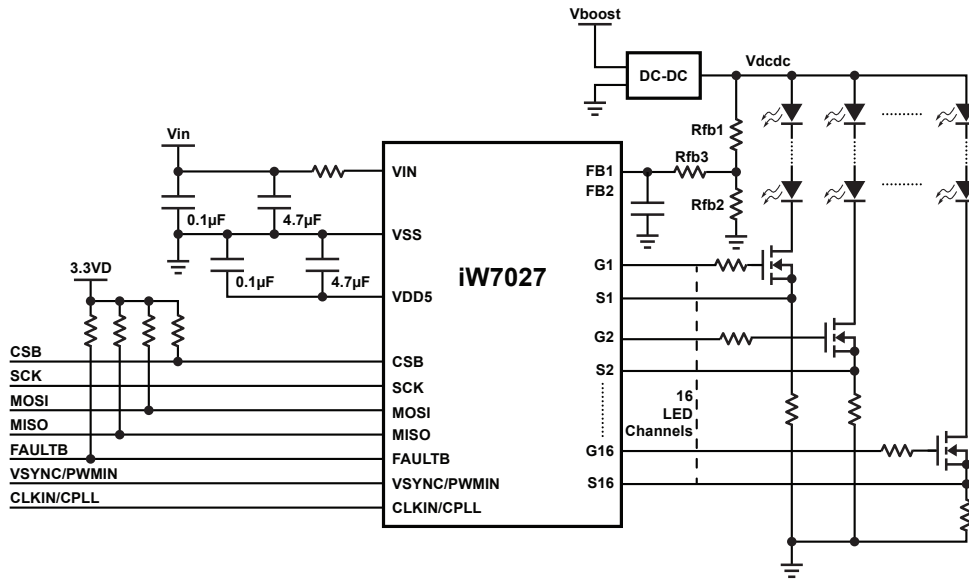 Vboost
DC-DC
Vdcdc
Rfb1
Rfb3
Rfb2
Vin
0.1µF
4.7µF
0.1µF
4.7µF
3.3VD
CSB
SCK
MOSI
MISO
FAULTB
VSYNC/PWMIN
CLKIN/CPLL
VIN
VSS
VDD5
CSB
SCK
MOSI
MISO
FAULTB
VSYNC/PWMIN
CLKIN/CPLL
iW7027
FB1
FB2
G1
S1
G2
S2
G16
S16
16
LED
Channels